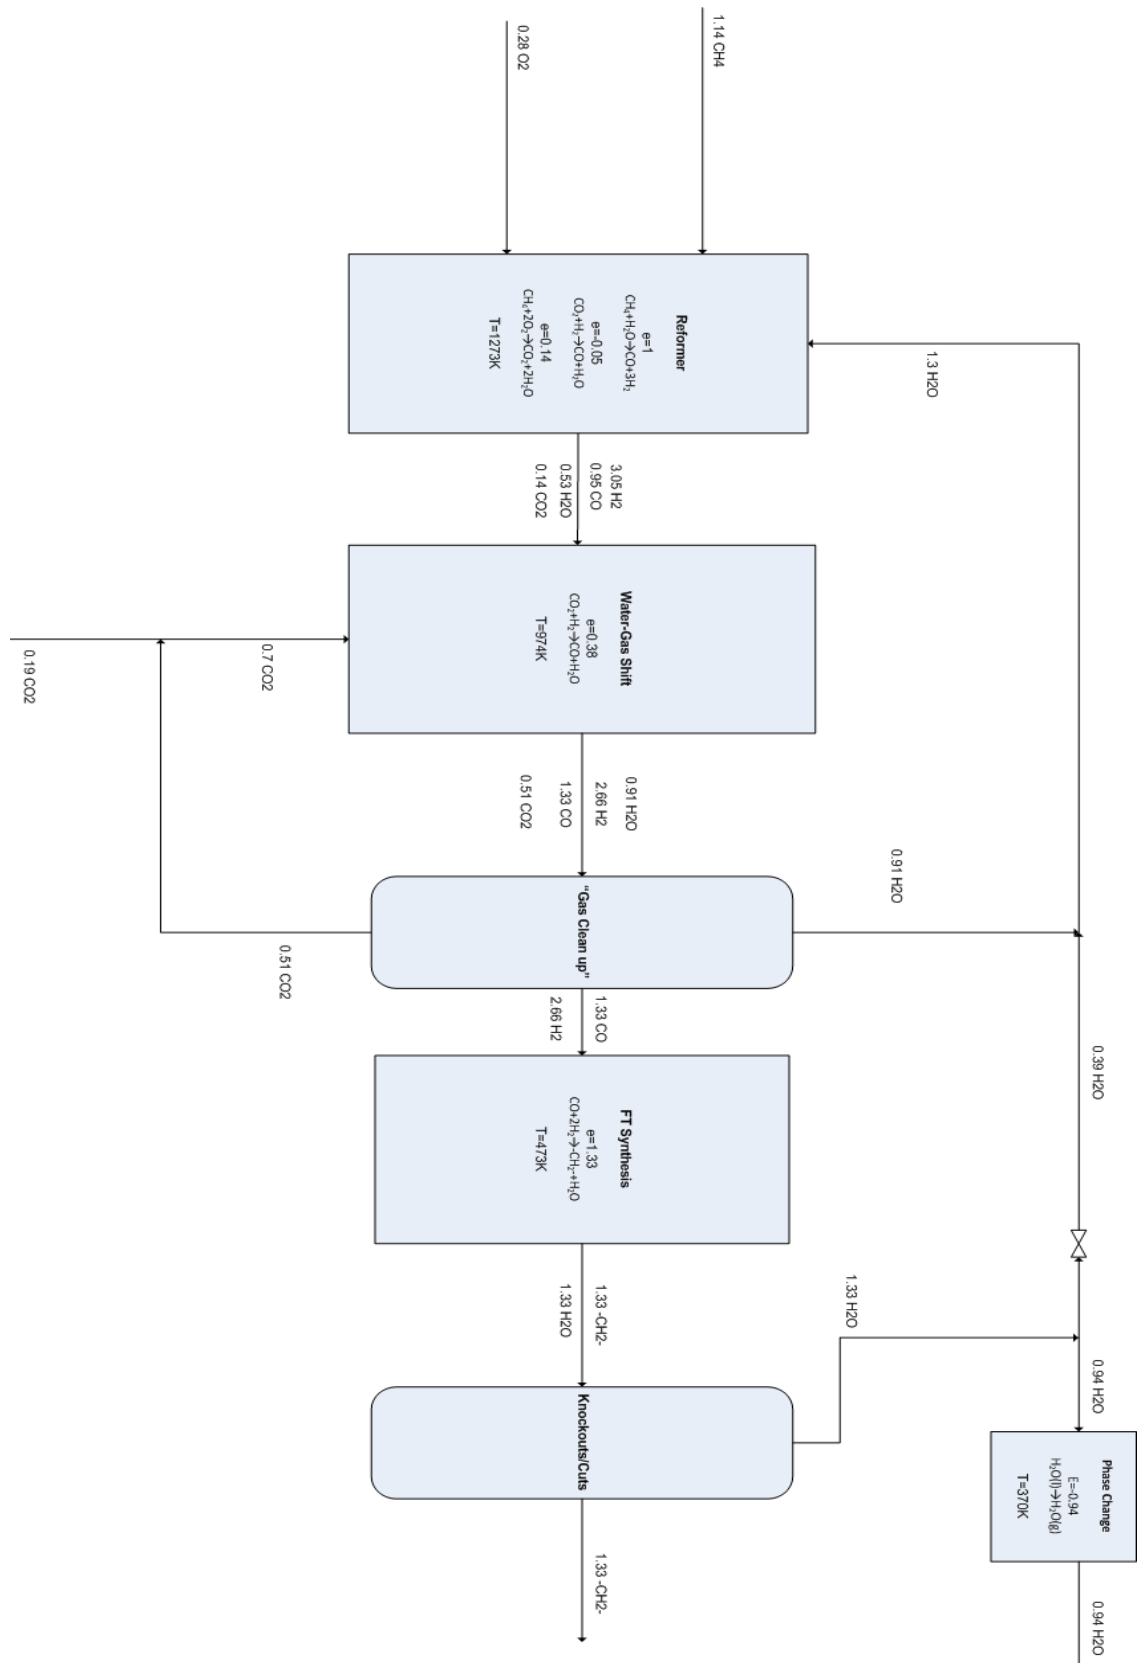 1.14 CH4
0.28 O2
Reformer
e=1
CH₄+H₂O→CO+3H₂
e=-0.05
CO₂+H₂→CO+H₂O
e=0.14
CH₄+2O₂→CO₂+2H₂O
T=1273K
1.3 H2O
3.05 H2
0.95 CO
0.53 H2O
0.14 CO2
Water-Gas Shift
e=0.38
CO₂+H₂→CO+H₂O
T=974K
0.7 CO2
0.19 CO2
0.91 H2O
2.66 H2
1.33 CO
0.51 CO2
"Gas Clean up"
0.91 H2O
0.51 CO2
1.33 CO
2.66 H2
0.39 H2O
FT Synthesis
e=1.33
CO+2H₂→-CH₂-+H₂O
T=473K
1.33 -CH2-
1.33 H2O
1.33 H2O
Knockouts/Cuts
0.94 H2O
Phase Change
E=-0.94
H₂O(l)→H₂O(g)
T=370K
0.94 H2O
1.33 -CH2-